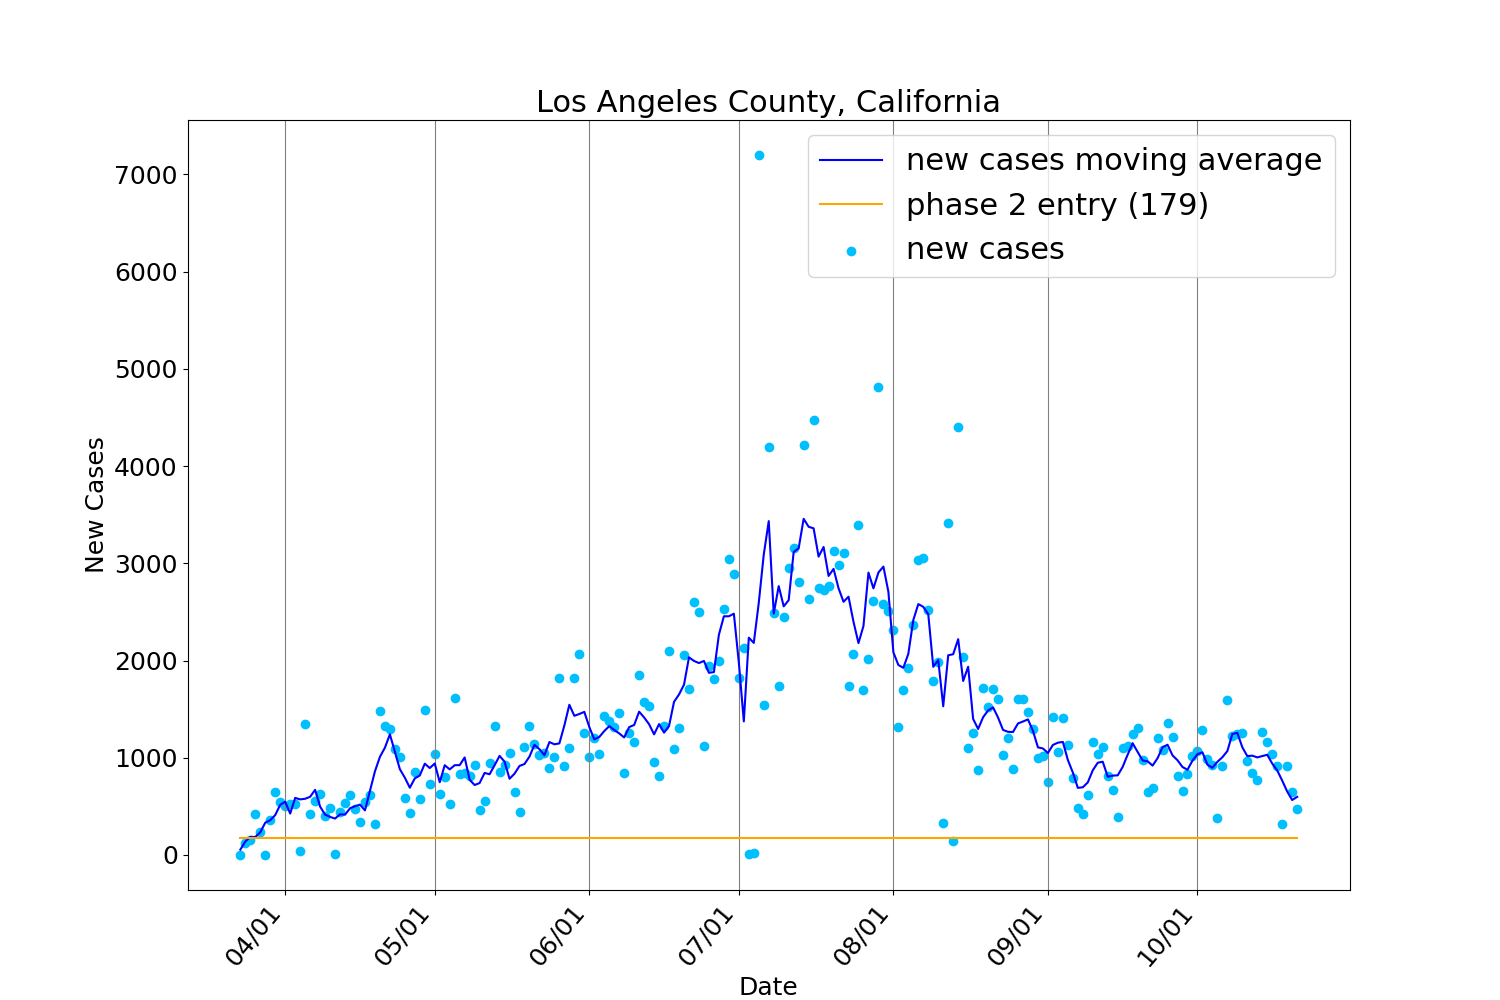 Los Angeles County, California
new cases moving average
phase 2 entry (179)
new cases
7000
6000
5000
4000
3000
2000
1000
0
New Cases
04/01
05/01
06/01
07/01
08/01
09/01
10/01
Date